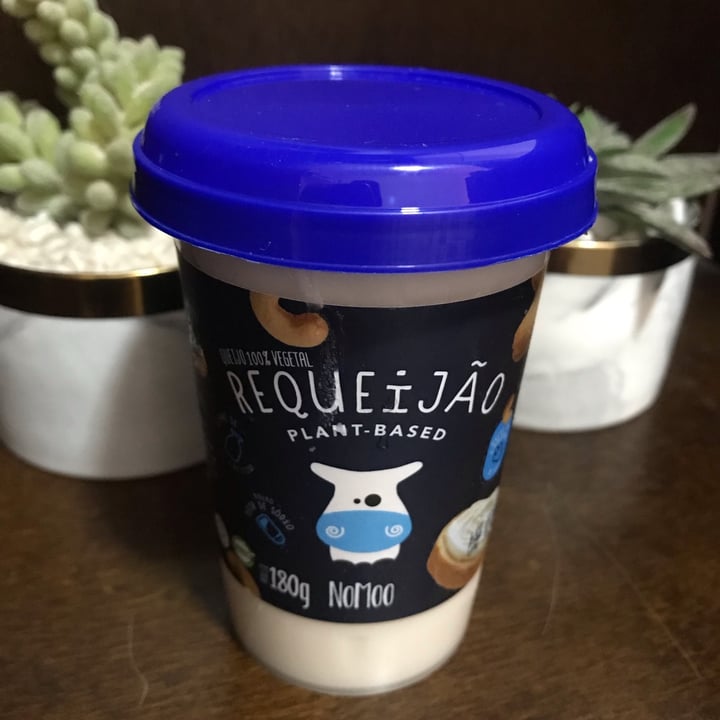 QUEIJO 100% VEGETAL
REQUEIJÃO
PLANT-BASED
180g NoMoo